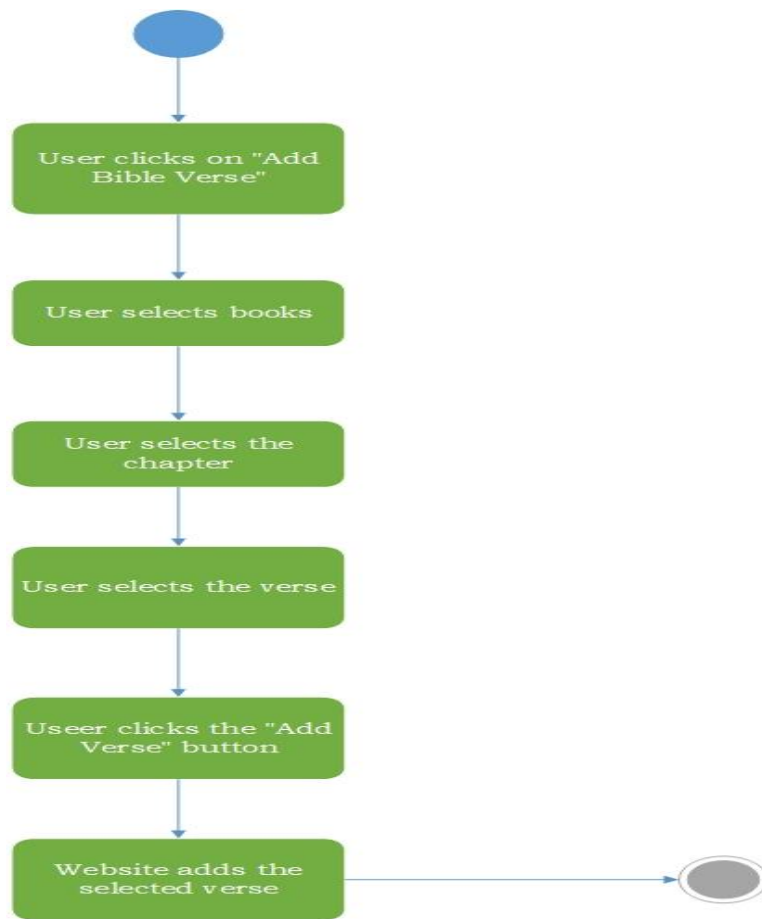 User clicks on "Add
Bible Verse"
User selects books
User selects the
chapter
User selects the verse
Useer clicks the "Add
Verse" button
Website adds the
selected verse